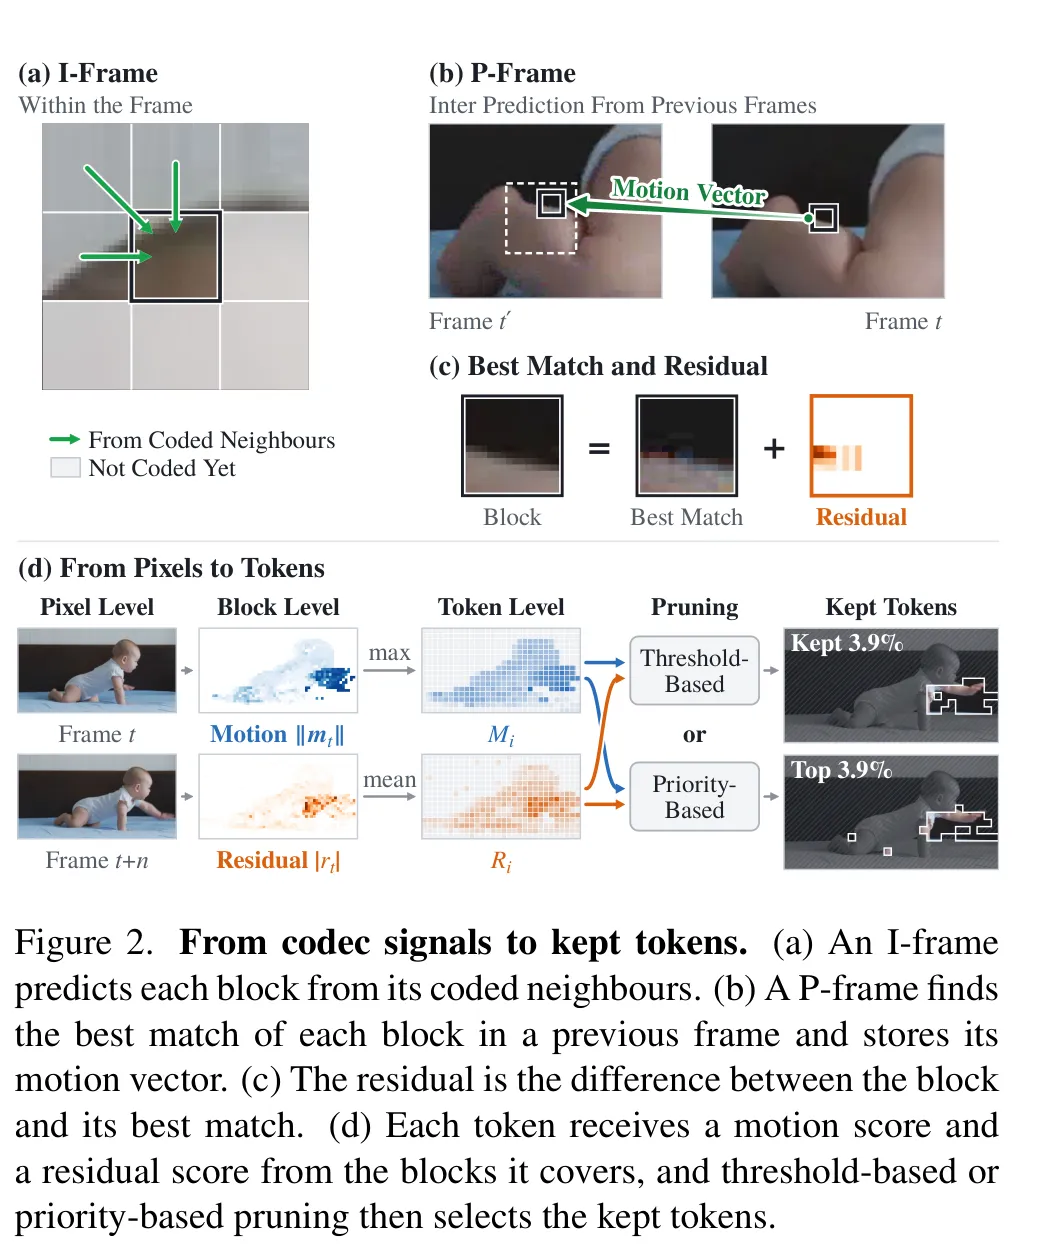 (a) I-Frame
Within the Frame
From Coded Neighbours
Not Coded Yet
(b) P-Frame
Inter Prediction From Previous Frames
Motion Vector
Frame t′
Frame t
(c) Best Match and Residual
=
+
Block
Best Match
Residual
(d) From Pixels to Tokens
Pixel Level
Block Level
Token Level
Pruning
Kept Tokens
max
Threshold-
Based
Kept 3.9%
Frame t
Motion ‖mₜ‖
Mᵢ
or
mean
Priority-
Based
Top 3.9%
Frame t+n
Residual |rₜ|
Rᵢ
Figure 2. From codec signals to kept tokens. (a) An I-frame
predicts each block from its coded neighbours. (b) A P-frame finds
the best match of each block in a previous frame and stores its
motion vector. (c) The residual is the difference between the block
and its best match. (d) Each token receives a motion score and
a residual score from the blocks it covers, and threshold-based or
priority-based pruning then selects the kept tokens.